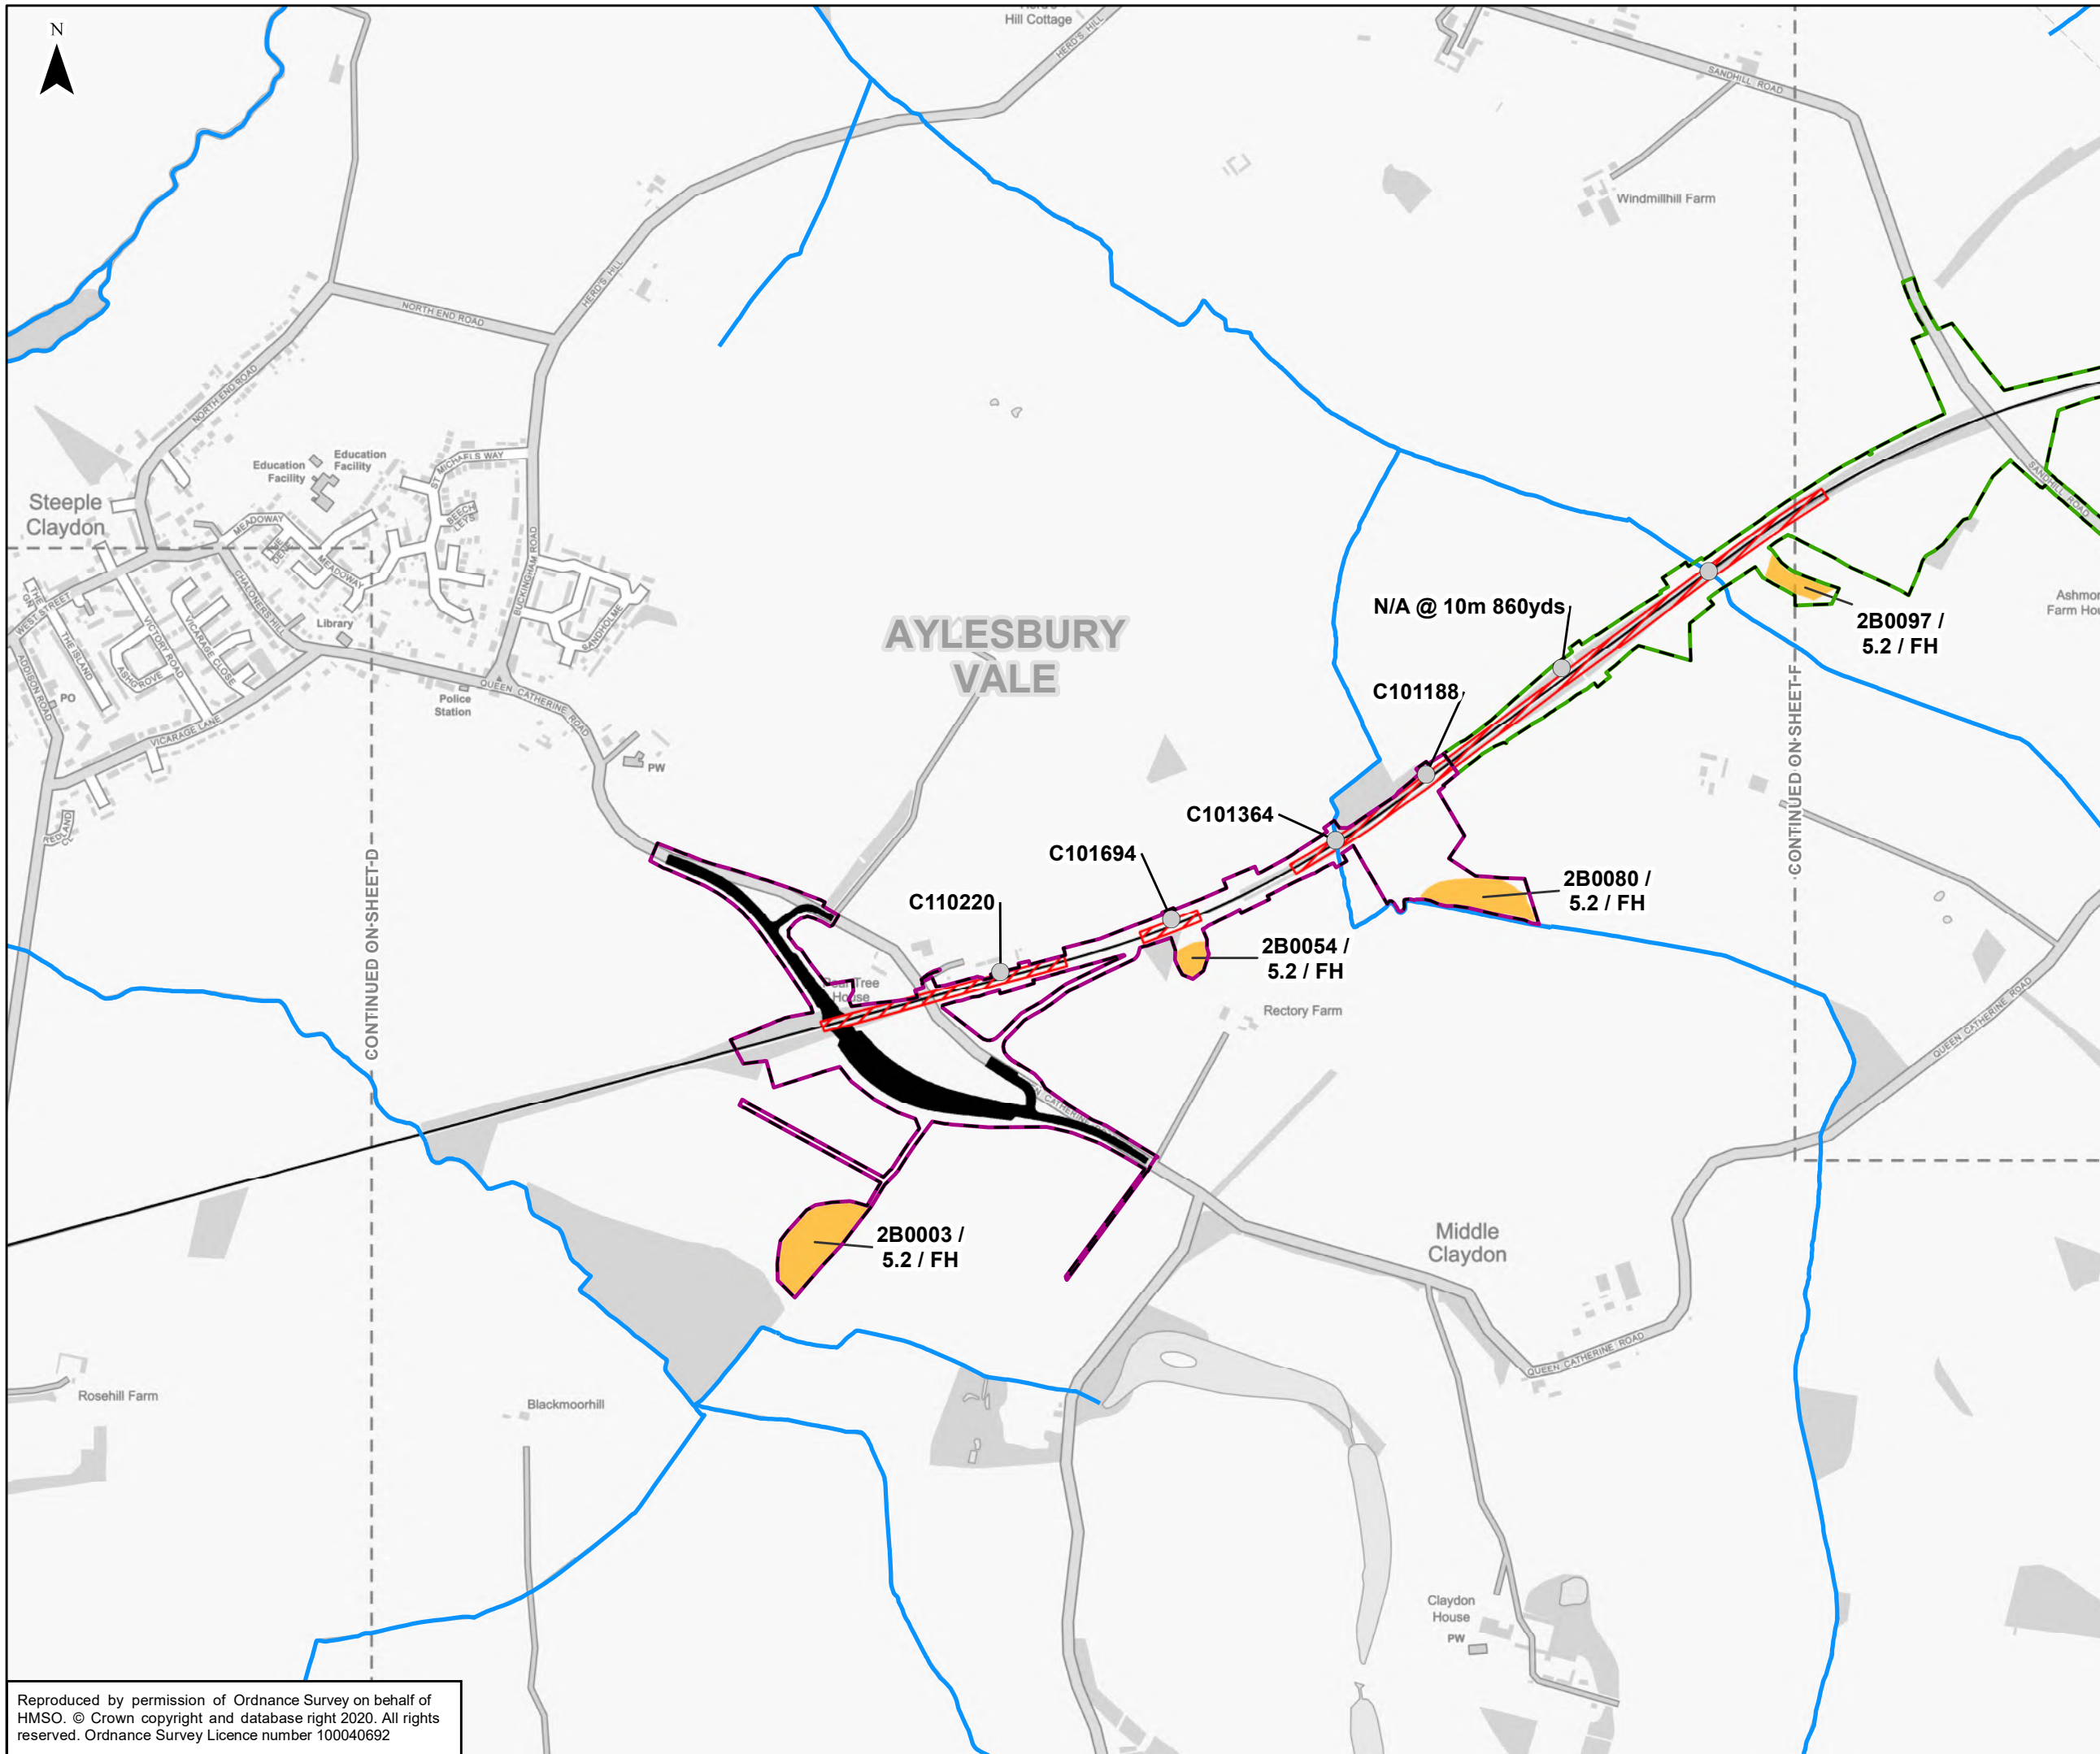 N
Hill Cottage
HERD'S HILL
SANDHILL ROAD
Windmillhill Farm
NORTH END ROAD
HERD'S HILL
NORTH END ROAD
Education
Facility
Education
Facility
ST MICHAELS WAY
Steeple
Claydon
MEADOWAY
BEECH
LEYS
MEADOWAY
BUCKINGHAM ROAD
SANDHILL ROAD
THE
GN
WEST STREET
CHALONERS HILL
Library
SANDHOLME
THE ISLAND
VICTORY ROAD
VICARAGE CLOSE
ASHGROVE
ADDISON ROAD
PO
VICARAGE LANE
Police
Station
QUEEN CATHERINE ROAD
PW
REDLAND
CL
AYLESBURY
VALE
N/A @ 10m 860yds
2B0097 /
5.2 / FH
C101188
C101364
C101694
C110220
2B0080 /
5.2 / FH
2B0054 /
5.2 / FH
CONTINUED ON SHEET D
CONTINUED ON SHEET F
Pear Tree
House
Rectory Farm
QUEEN CATHERINE ROAD
N CATHERINE
2B0003 /
5.2 / FH
Middle
Claydon
QUEEN CATHERINE ROAD
Rosehill Farm
Blackmoorhill
Claydon
House
PW
Reproduced by permission of Ordnance Survey on behalf of
HMSO. © Crown copyright and database right 2020. All rights
reserved. Ordnance Survey Licence number 100040692